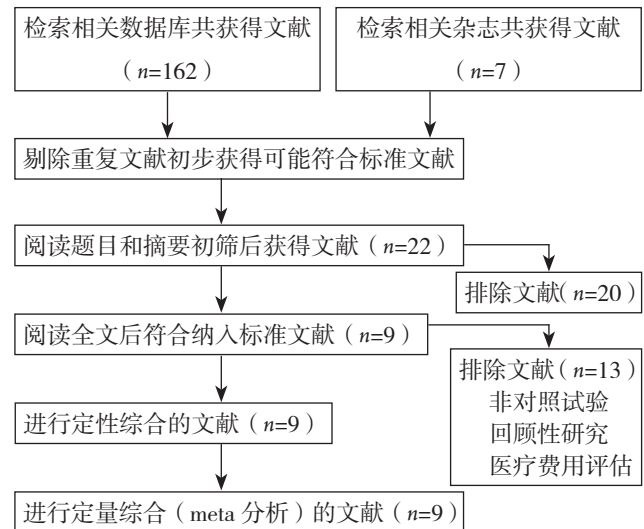 检索相关数据库共获得文献
（n=162）
检索相关杂志共获得文献
（n=7）
剔除重复文献初步获得可能符合标准文献
阅读题目和摘要初筛后获得文献（n=22）
排除文献（n=20）
阅读全文后符合纳入标准文献（n=9）
排除文献（n=13）
非对照试验
回顾性研究
医疗费用评估
进行定性综合的文献（n=9）
进行定量综合（meta 分析）的文献（n=9）